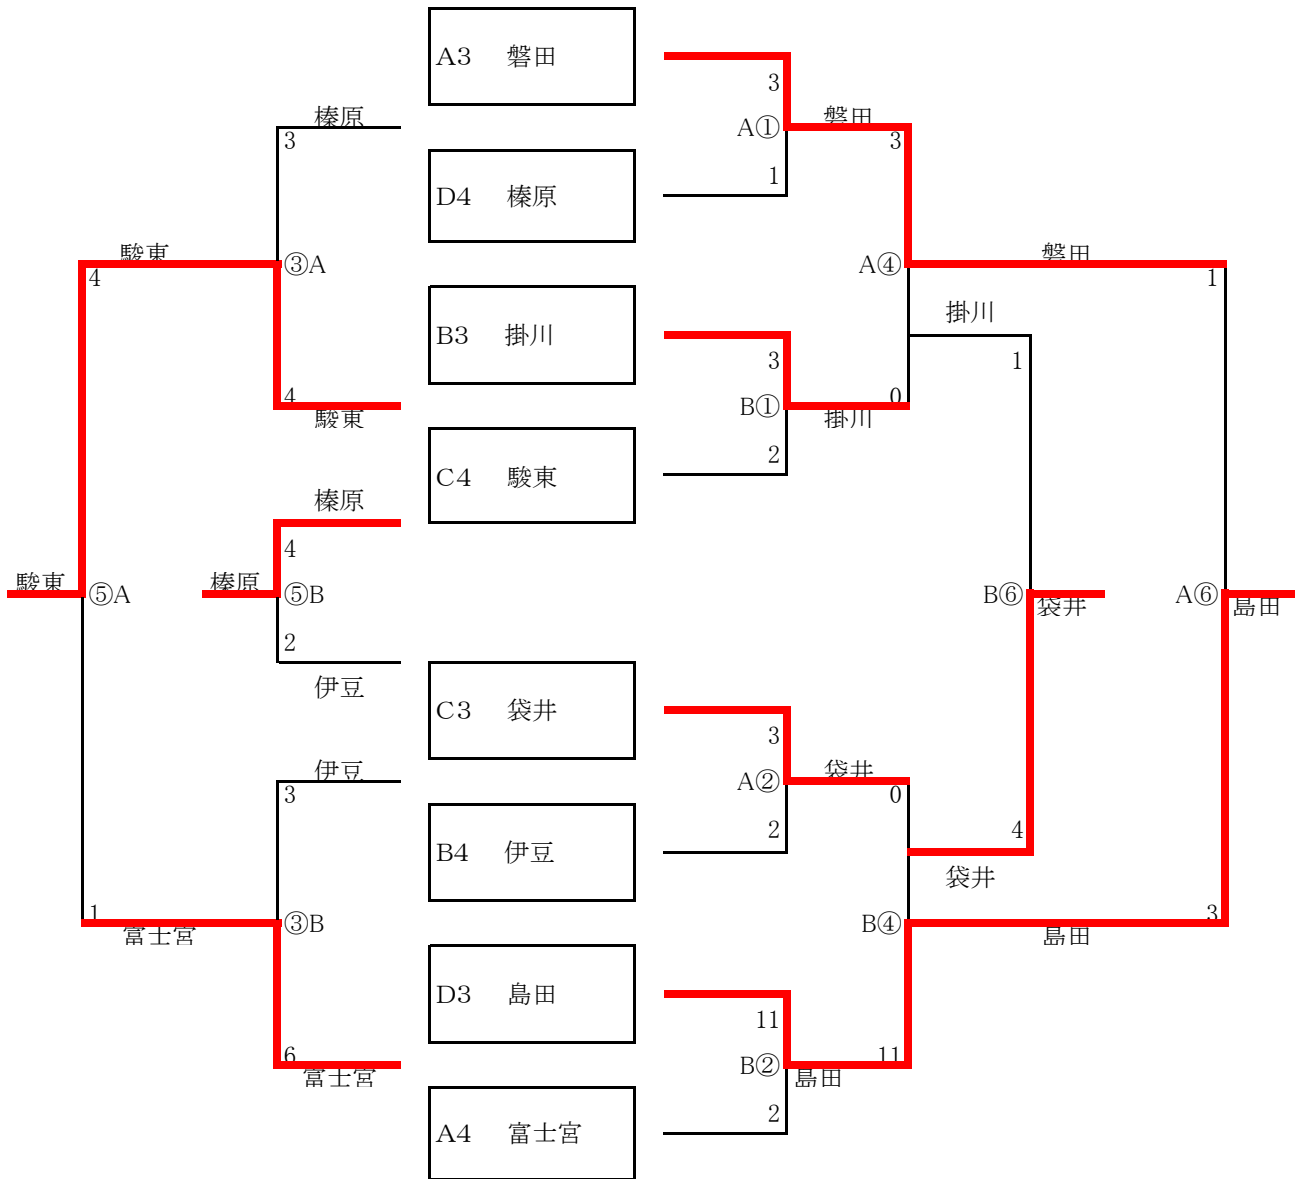 A3 磐田
3
榛原
磐田
A①
3
3
1
D4 榛原
駿東
③A
A④
磐田
4
1
掛川
B3 掛川
3
1
4
0
B①
駿東
掛川
2
C4 駿東
榛原
4
駿東
⑤A
榛原
⑤B
B⑥
袋井
A⑥
島田
2
伊豆
C3 袋井
3
伊豆
袋井
A②
3
0
2
4
B4 伊豆
袋井
1
3
③B
B④
富士宮
島田
D3 島田
11
6
11
B②
富士宮
島田
2
A4 富士宮